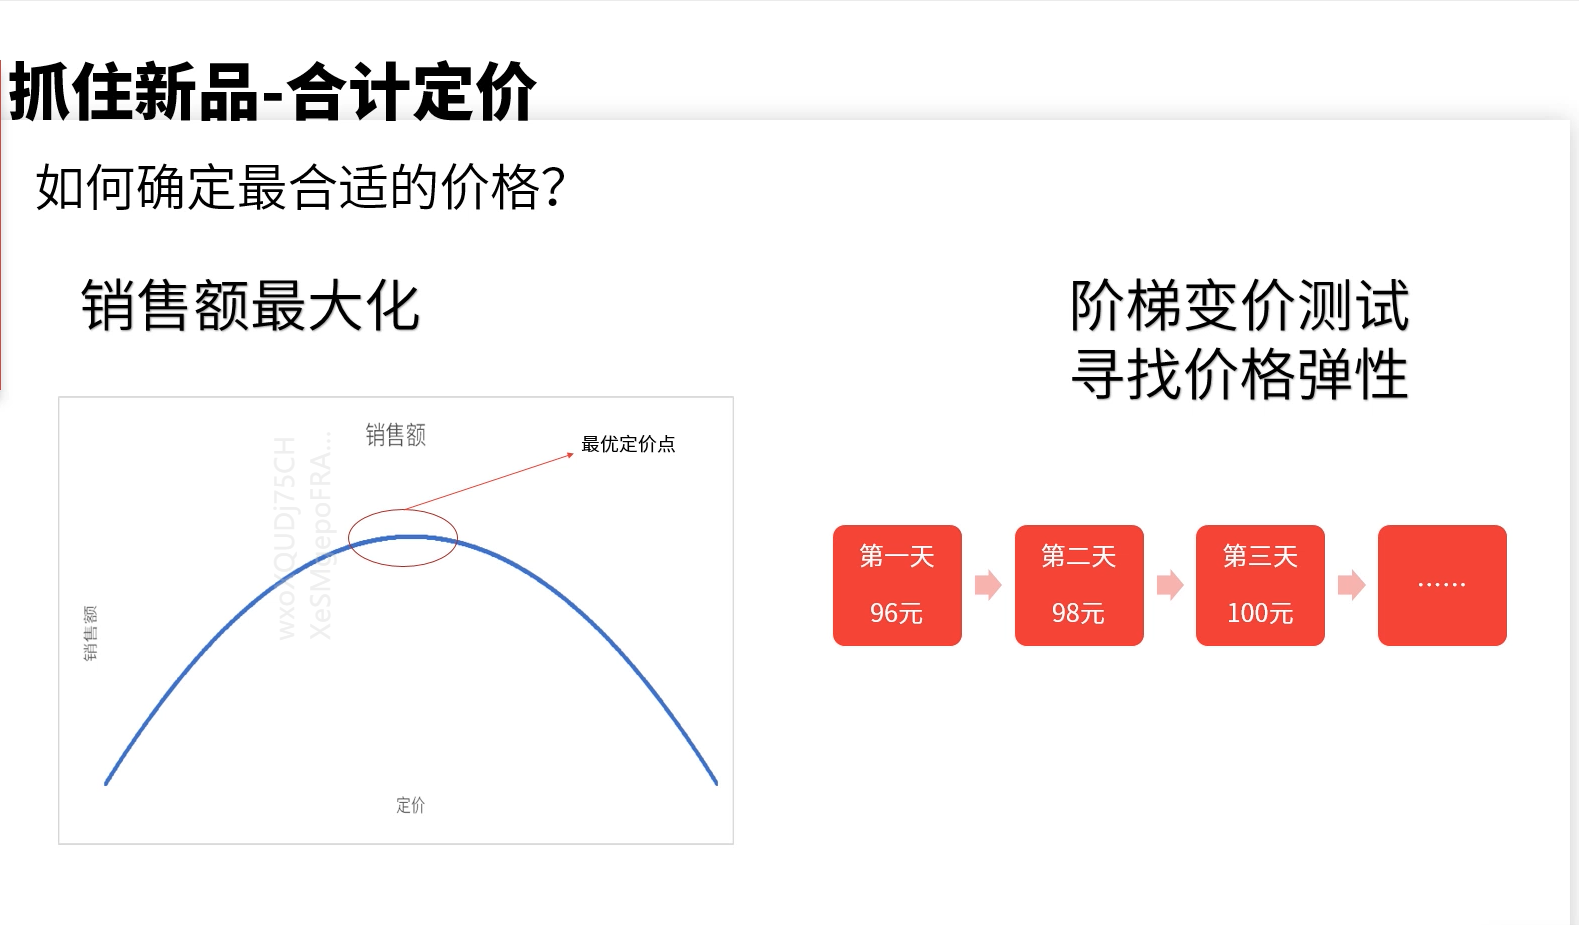 抓住新品-合计定价
如何确定最合适的价格？
销售额最大化
阶梯变价测试
寻找价格弹性
销售额
最优定价点
wxoXQUDj75CH
XeSMgepoFRA...
销售额
定价
第一天
96元
第二天
98元
第三天
100元
……